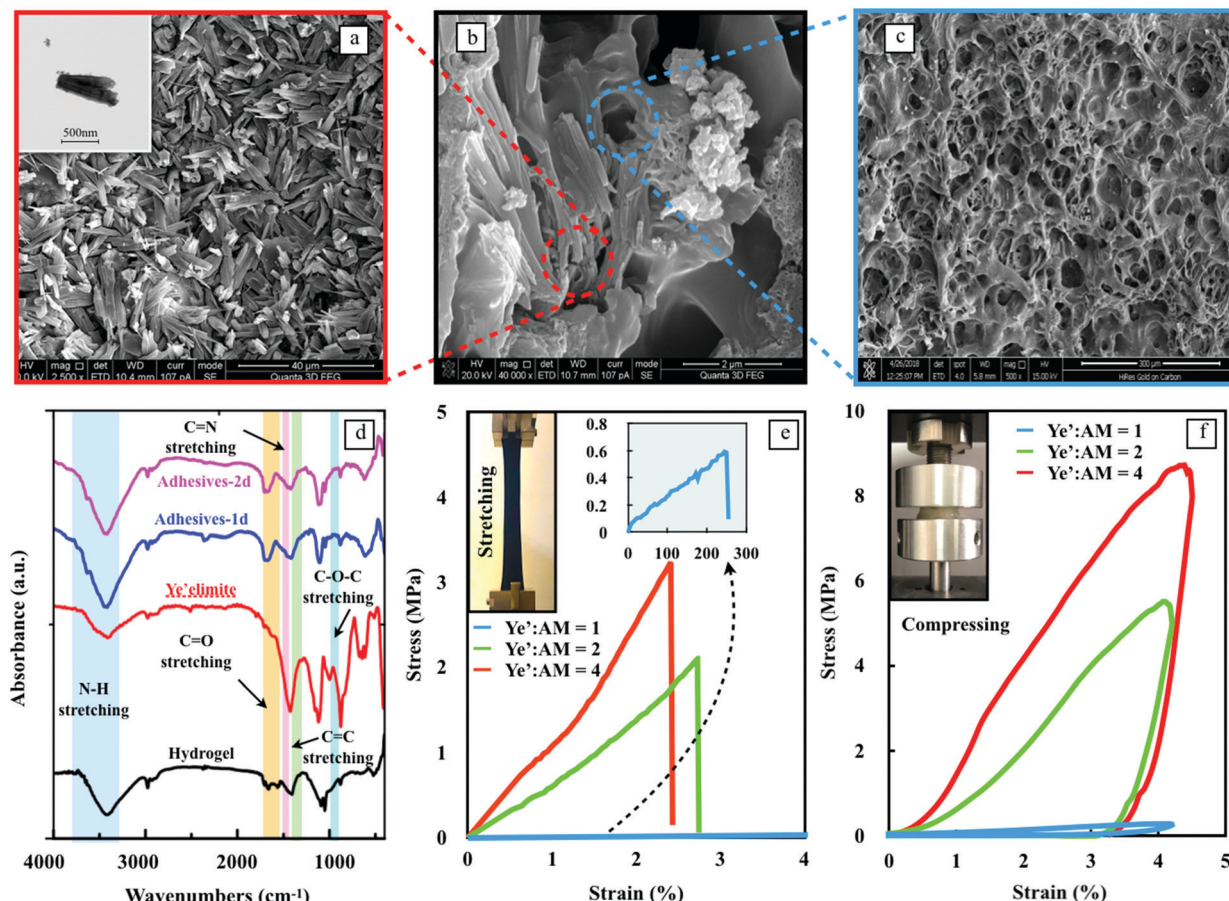 a
500nm
HV
mag
det
WD
curr
mode
40 μm
0.0 kV
2 500 x
ETD
10.4 mm
107 pA
SE
Quanta 3D FEG
b
HV
mag
det
WD
curr
mode
2 μm
20.0 kV
40 000 x
ETD
10.7 mm
107 pA
SE
Quanta 3D FEG
c
4/26/2018
det
spot
WD
HV
mag
300 μm
12:25:07 PM
ETD
4.0
5.8 mm
15.00 kV
500 x
HiRes Gold on Carbon
d
C=N
stretching
Adhesives-2d
Adhesives-1d
C-O-C
stretching
Ye'elimite
C=O
stretching
N-H
stretching
C=C
stretching
Hydrogel
Absorbance (a.u.)
4000 3000 2000 1000
Wavenumbers (cm-1)
e
Stretching
0.8
0.6
0.4
0.2
0
0 50 100 150 200 250 300
Ye':AM = 1
Ye':AM = 2
Ye':AM = 4
Stress (MPa)
5
4
3
2
1
0
0 1 2 3 4
Strain (%)
f
Ye':AM = 1
Ye':AM = 2
Ye':AM = 4
Compressing
Stress (MPa)
10
8
6
4
2
0
0 1 2 3 4 5
Strain (%)